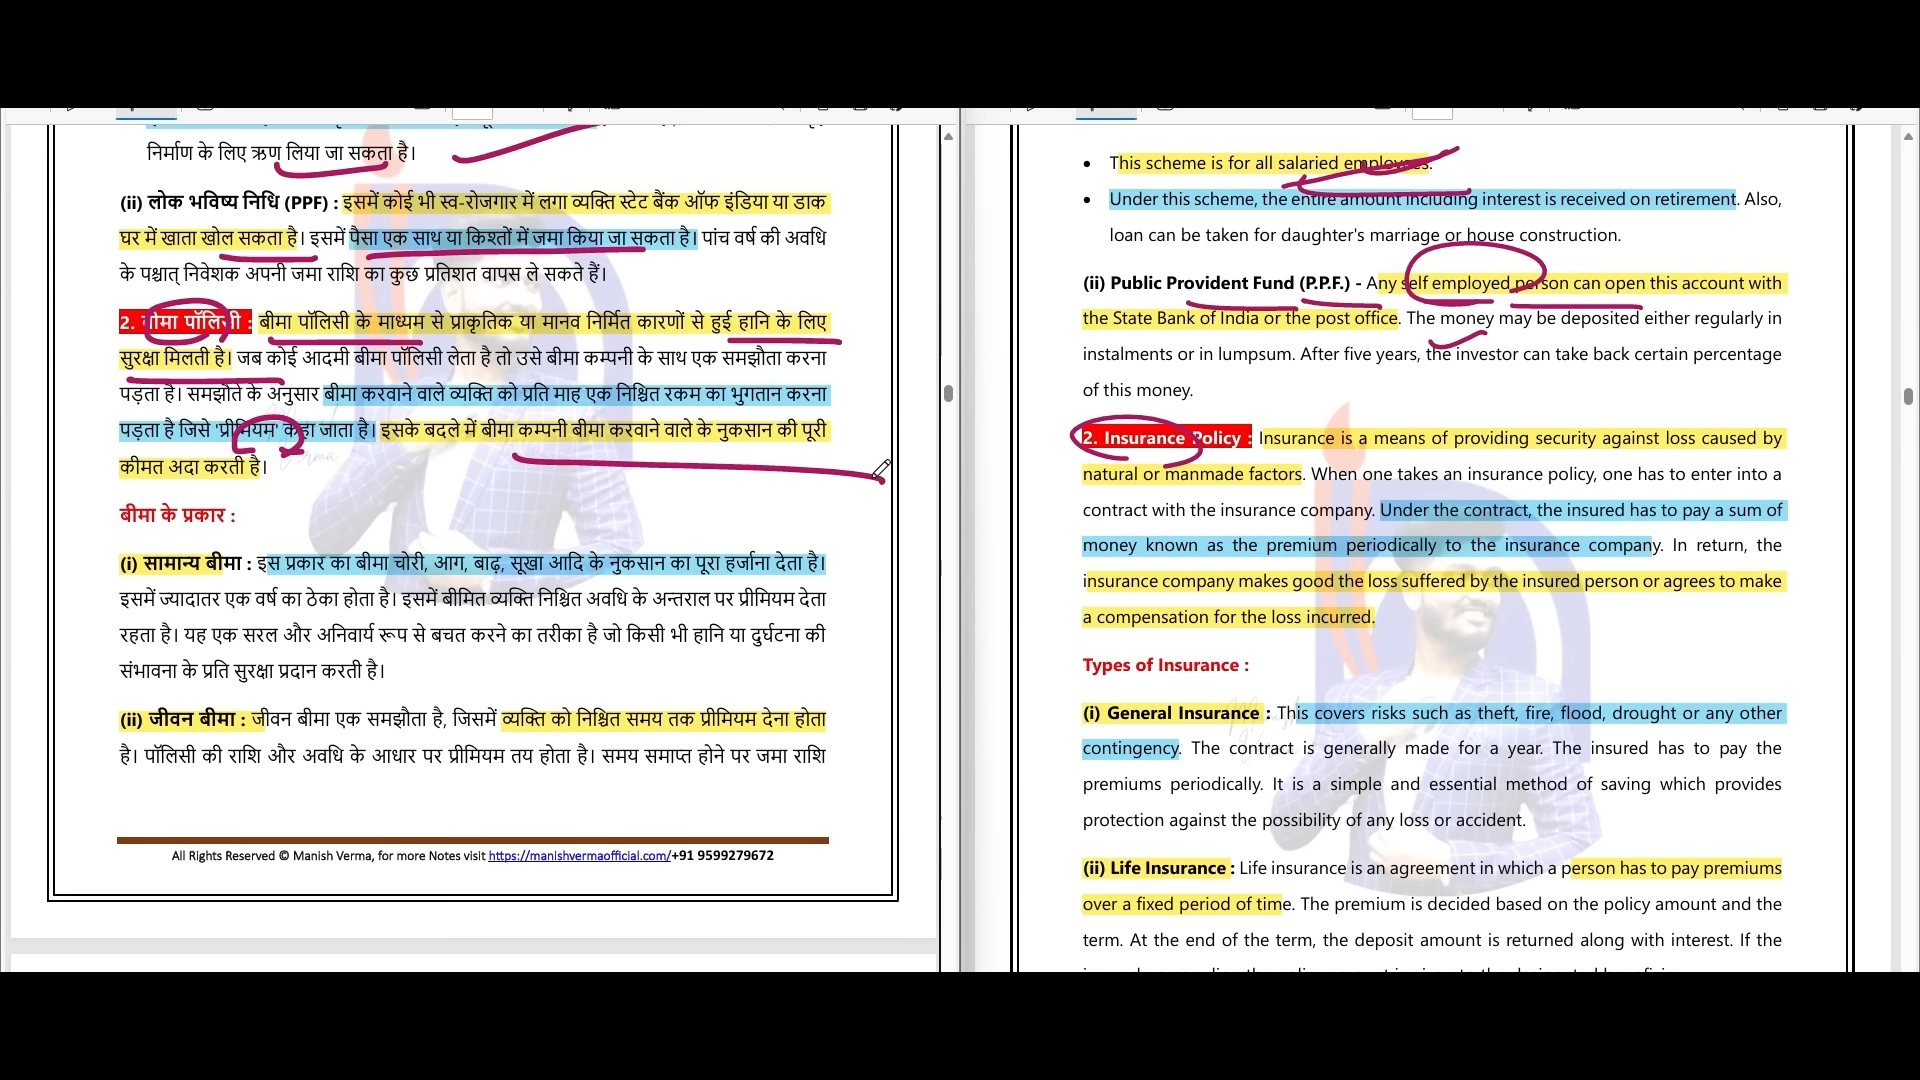 निर्माण के लिए ऋण लिया जा सकता है।
(ii) लोक भविष्य निधि (PPF) : इसमें कोई भी स्व-रोजगार में लगा व्यक्ति स्टेट बैंक ऑफ इंडिया या डाक
घर में खाता खोल सकता है। इसमें पैसा एक साथ या किश्तों में जमा किया जा सकता है। पांच वर्ष की अवधि
के पश्चात् निवेशक अपनी जमा राशि का कुछ प्रतिशत वापस ले सकते हैं।
2. बीमा पॉलिसी : बीमा पॉलिसी के माध्यम से प्राकृतिक या मानव निर्मित कारणों से हुई हानि के लिए
सुरक्षा मिलती है। जब कोई आदमी बीमा पॉलिसी लेता है तो उसे बीमा कम्पनी के साथ एक समझौता करना
पड़ता है। समझौते के अनुसार बीमा करवाने वाले व्यक्ति को प्रति माह एक निश्चित रकम का भुगतान करना
पड़ता है जिसे 'प्रीमियम' कहा जाता है। इसके बदले में बीमा कम्पनी बीमा करवाने वाले के नुकसान की पूरी
कीमत अदा करती है।
बीमा के प्रकार :
(i) सामान्य बीमा : इस प्रकार का बीमा चोरी, आग, बाढ़, सूखा आदि के नुकसान का पूरा हर्जाना देता है।
इसमें ज्यादातर एक वर्ष का ठेका होता है। इसमें बीमित व्यक्ति निश्चित अवधि के अन्तराल पर प्रीमियम देता
रहता है। यह एक सरल और अनिवार्य रूप से बचत करने का तरीका है जो किसी भी हानि या दुर्घटना की
संभावना के प्रति सुरक्षा प्रदान करती है।
(ii) जीवन बीमा : जीवन बीमा एक समझौता है, जिसमें व्यक्ति को निश्चित समय तक प्रीमियम देना होता
है। पॉलिसी की राशि और अवधि के आधार पर प्रीमियम तय होता है। समय समाप्त होने पर जमा राशि
All Rights Reserved © Manish Verma, for more Notes visit https://manishvermaofficial.com/+91 9599279672
• This scheme is for all salaried employees.
• Under this scheme, the entire amount including interest is received on retirement. Also,
loan can be taken for daughter's marriage or house construction.
(ii) Public Provident Fund (P.P.F.) - Any self employed person can open this account with
the State Bank of India or the post office. The money may be deposited either regularly in
instalments or in lumpsum. After five years, the investor can take back certain percentage
of this money.
2. Insurance Policy : Insurance is a means of providing security against loss caused by
natural or manmade factors. When one takes an insurance policy, one has to enter into a
contract with the insurance company. Under the contract, the insured has to pay a sum of
money known as the premium periodically to the insurance company. In return, the
insurance company makes good the loss suffered by the insured person or agrees to make
a compensation for the loss incurred.
Types of Insurance :
(i) General Insurance : This covers risks such as theft, fire, flood, drought or any other
contingency. The contract is generally made for a year. The insured has to pay the
premiums periodically. It is a simple and essential method of saving which provides
protection against the possibility of any loss or accident.
(ii) Life Insurance : Life insurance is an agreement in which a person has to pay premiums
over a fixed period of time. The premium is decided based on the policy amount and the
term. At the end of the term, the deposit amount is returned along with interest. If the